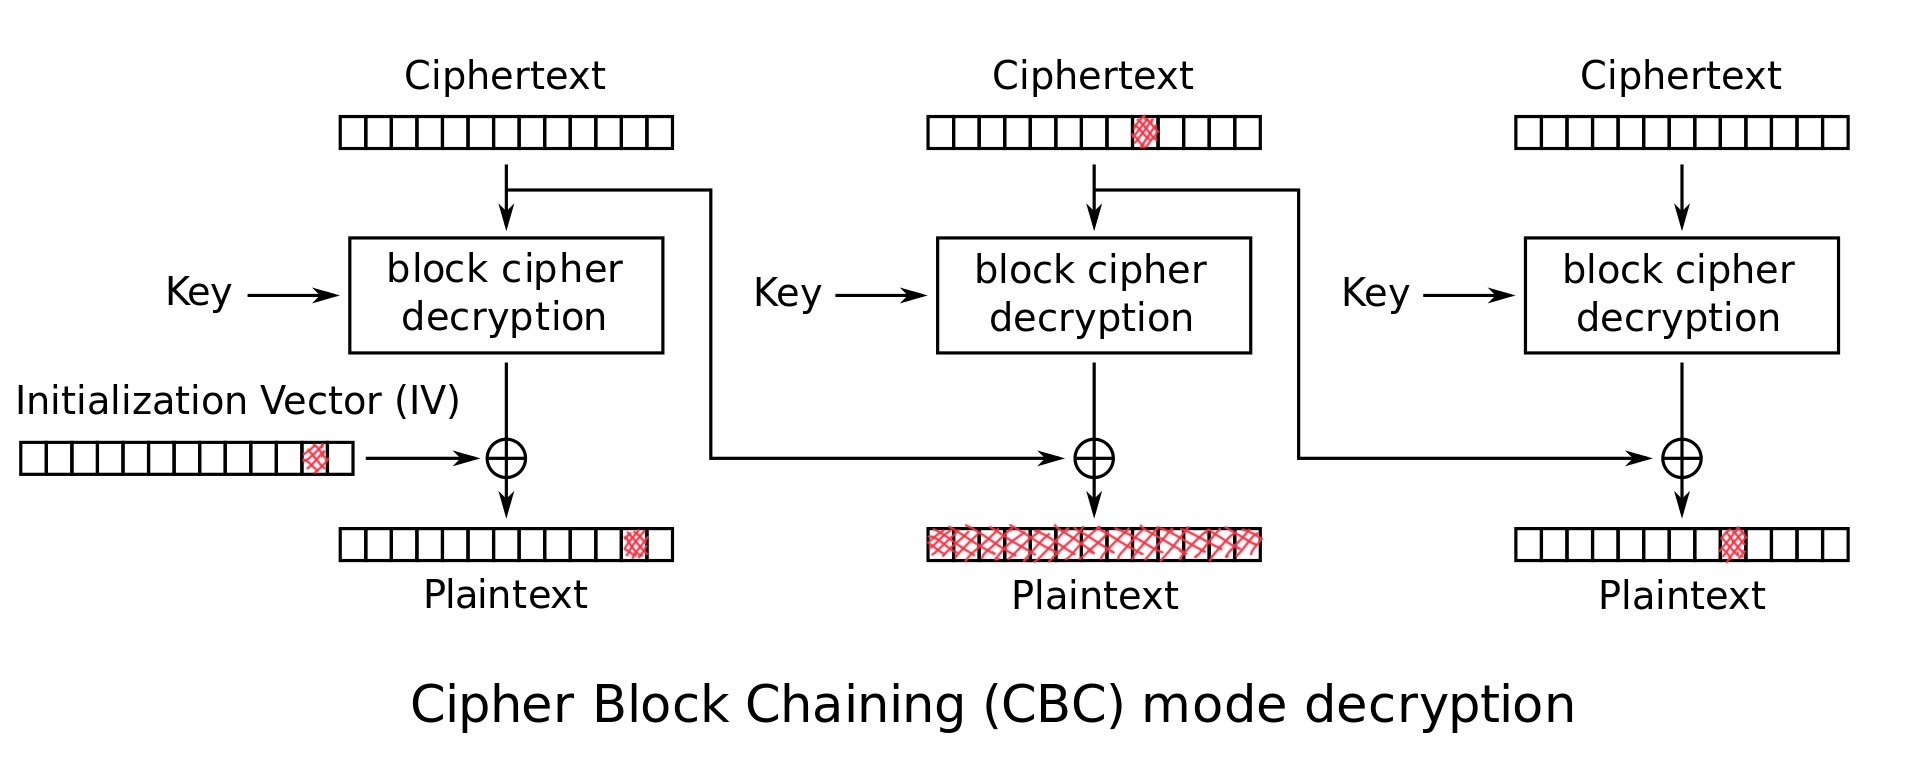 Ciphertext
Ciphertext
Ciphertext
block cipher
decryption
block cipher
decryption
block cipher
decryption
Key
Key
Key
Initialization Vector (IV)
Plaintext
Plaintext
Plaintext
Cipher Block Chaining (CBC) mode decryption